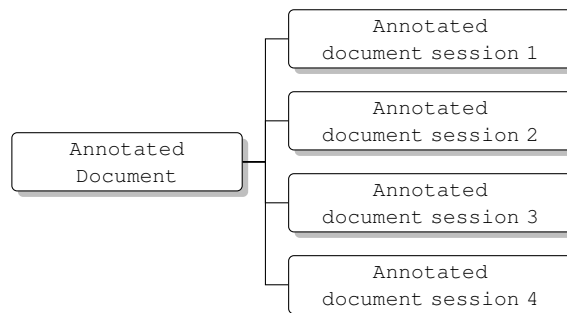 Annotated
document session 1
Annotated
document session 2
Annotated
Document
Annotated
document session 3
Annotated
document session 4